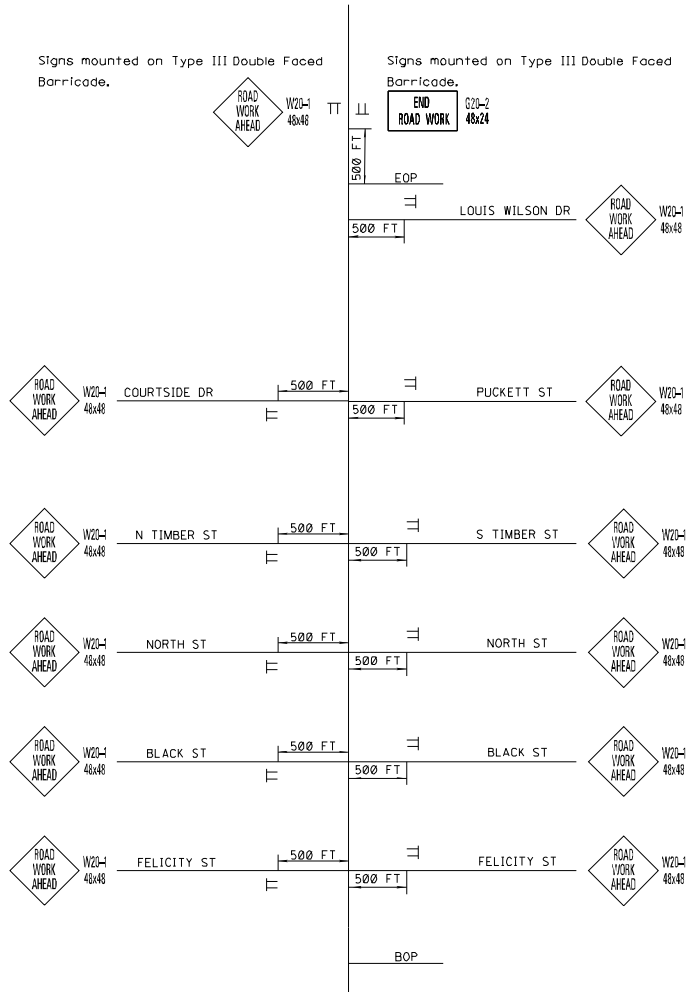 Signs mounted on Type III Double Faced
Barricade.
Signs mounted on Type III Double Faced
Barricade.
ROAD
WORK
AHEAD
W20-1
48x48
END
ROAD WORK
G20-2
48x24
500 FT
EOP
LOUIS WILSON DR
500 FT
ROAD
WORK
AHEAD
W20-1
48x48
ROAD
WORK
AHEAD
W20-1
48x48
COURTSIDE DR
500 FT
500 FT
PUCKETT ST
ROAD
WORK
AHEAD
W20-1
48x48
ROAD
WORK
AHEAD
W20-1
48x48
N TIMBER ST
500 FT
500 FT
S TIMBER ST
ROAD
WORK
AHEAD
W20-1
48x48
ROAD
WORK
AHEAD
W20-1
48x48
NORTH ST
500 FT
500 FT
NORTH ST
ROAD
WORK
AHEAD
W20-1
48x48
ROAD
WORK
AHEAD
W20-1
48x48
BLACK ST
500 FT
500 FT
BLACK ST
ROAD
WORK
AHEAD
W20-1
48x48
ROAD
WORK
AHEAD
W20-1
48x48
FELICITY ST
500 FT
500 FT
FELICITY ST
ROAD
WORK
AHEAD
W20-1
48x48
BOP